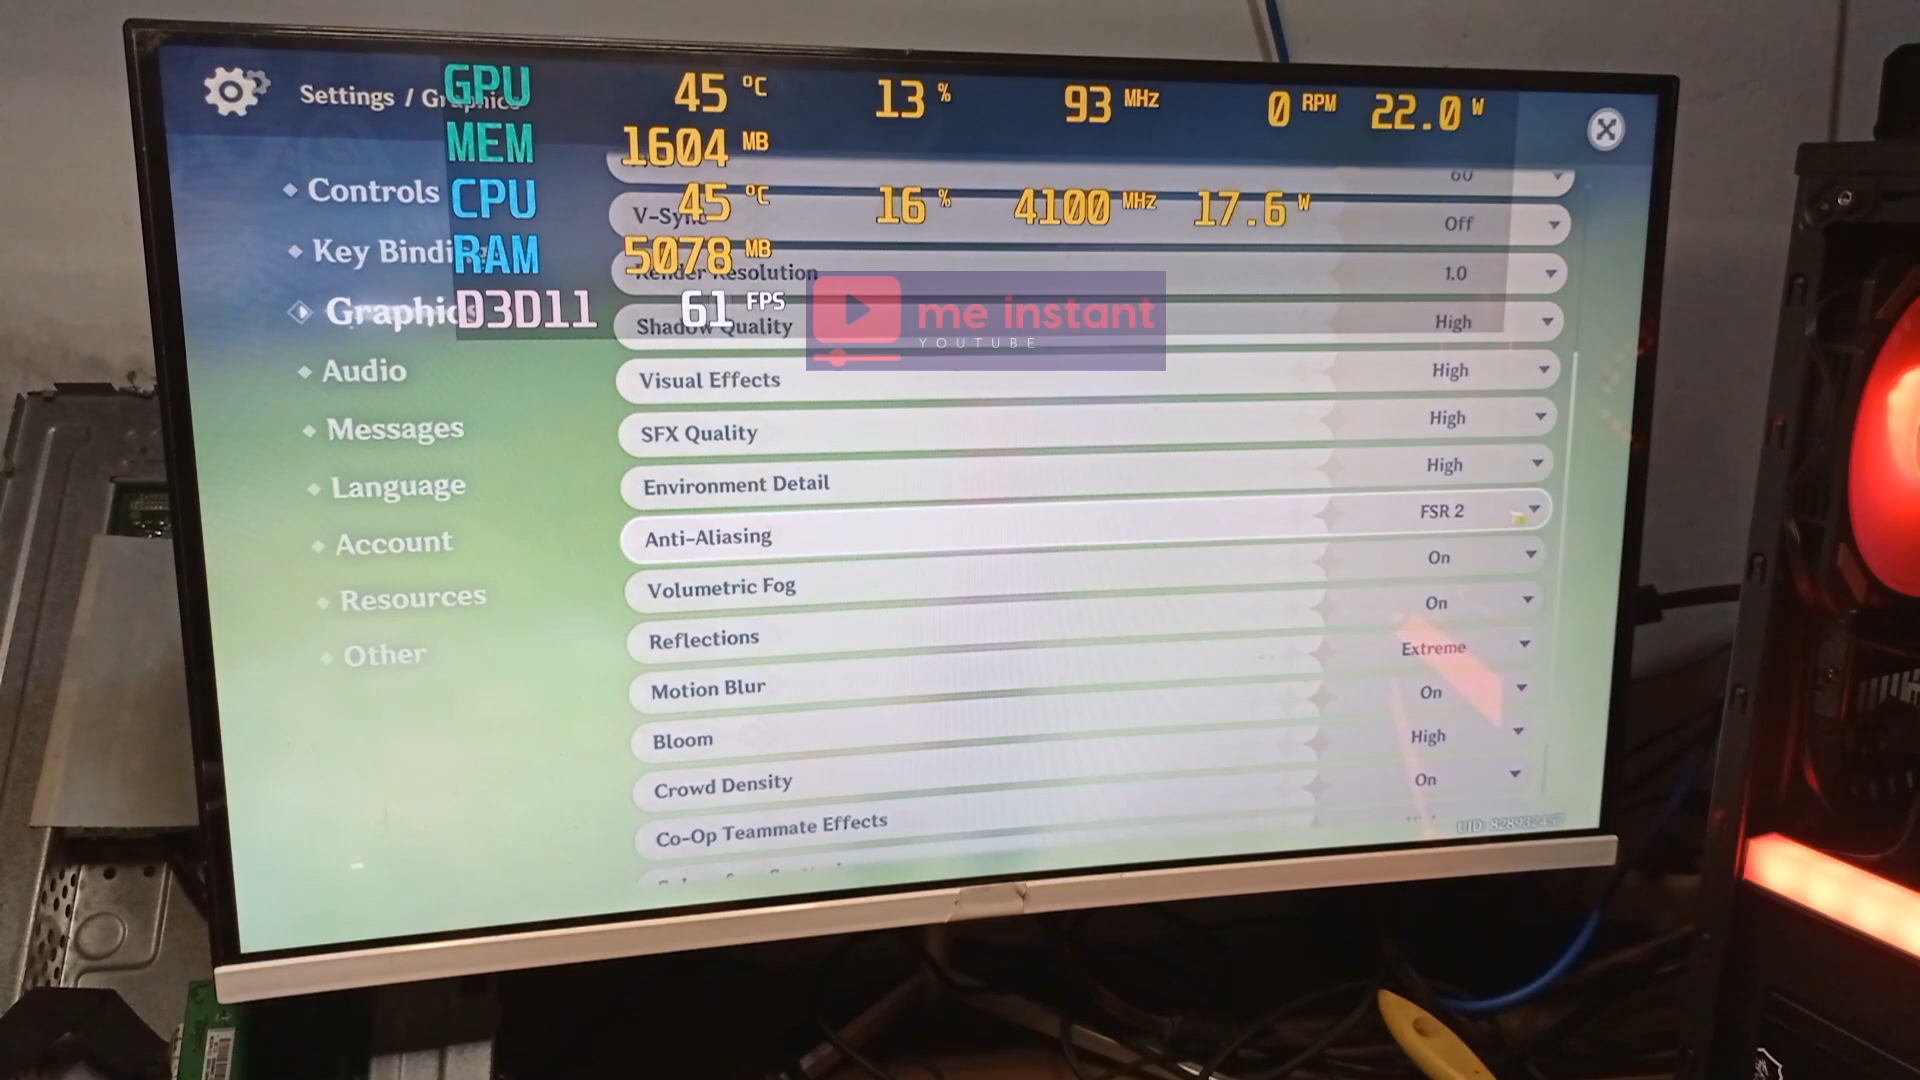 Settings / Graphics
GPU 45 °C 13 % 93 MHz 0 RPM 22.0 W
MEM 1604 MB
CPU 45 °C 16 % 4100 MHz 17.6 W
RAM 5078 MB
D3D11 61 FPS
Controls
Key Bindi
Graphics
Audio
Messages
Language
Account
Resources
Other
60
V-Sync Off
Render Resolution 1.0
Shadow Quality High
me instant
YOUTUBE
Visual Effects High
SFX Quality High
Environment Detail High
Anti-Aliasing FSR 2
Volumetric Fog On
Reflections On
Motion Blur Extreme
Bloom On
Crowd Density High
Co-Op Teammate Effects On